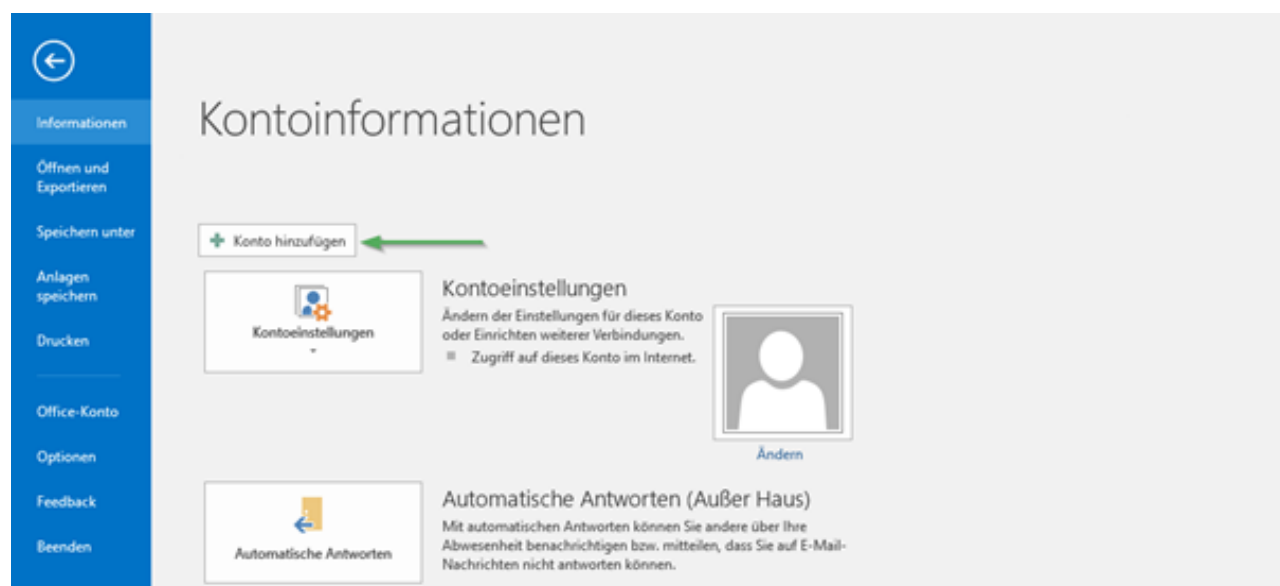 Informationen
Öffnen und
Exportieren
Speichern unter
Anlagen
speichern
Drucken
Office-Konto
Optionen
Feedback
Beenden
Kontoinformationen
Konto hinzufügen
Kontoeinstellungen
Kontoeinstellungen
Ändern der Einstellungen für dieses Konto
oder Einrichten weiterer Verbindungen.
Zugriff auf dieses Konto im Internet.
Ändern
Automatische Antworten
Automatische Antworten (Außer Haus)
Mit automatischen Antworten können Sie andere über Ihre
Abwesenheit benachrichtigen bzw. mitteilen, dass Sie auf E-Mail-
Nachrichten nicht antworten können.